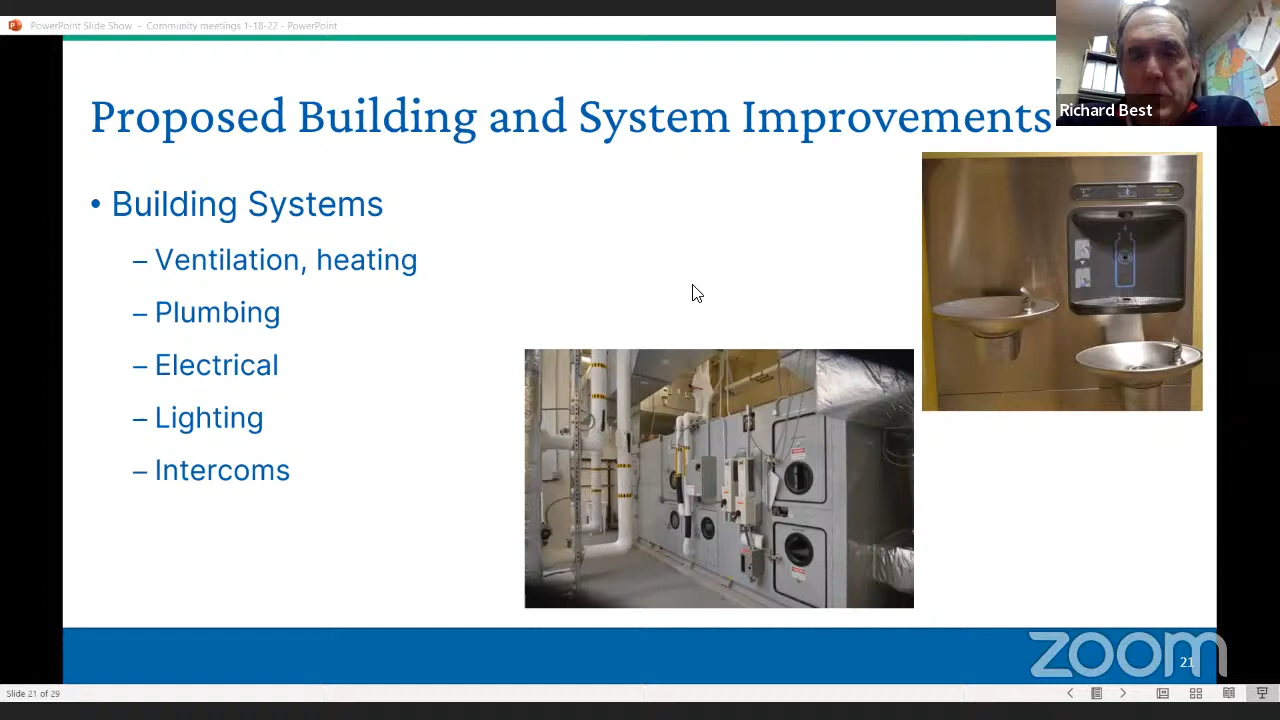 PowerPoint Slide Show - Community meetings 1-18-22 - PowerPoint
Richard Best
Proposed Building and System Improvements
• Building Systems
– Ventilation, heating
– Plumbing
– Electrical
– Lighting
– Intercoms
zoom
21
Slide 21 of 29